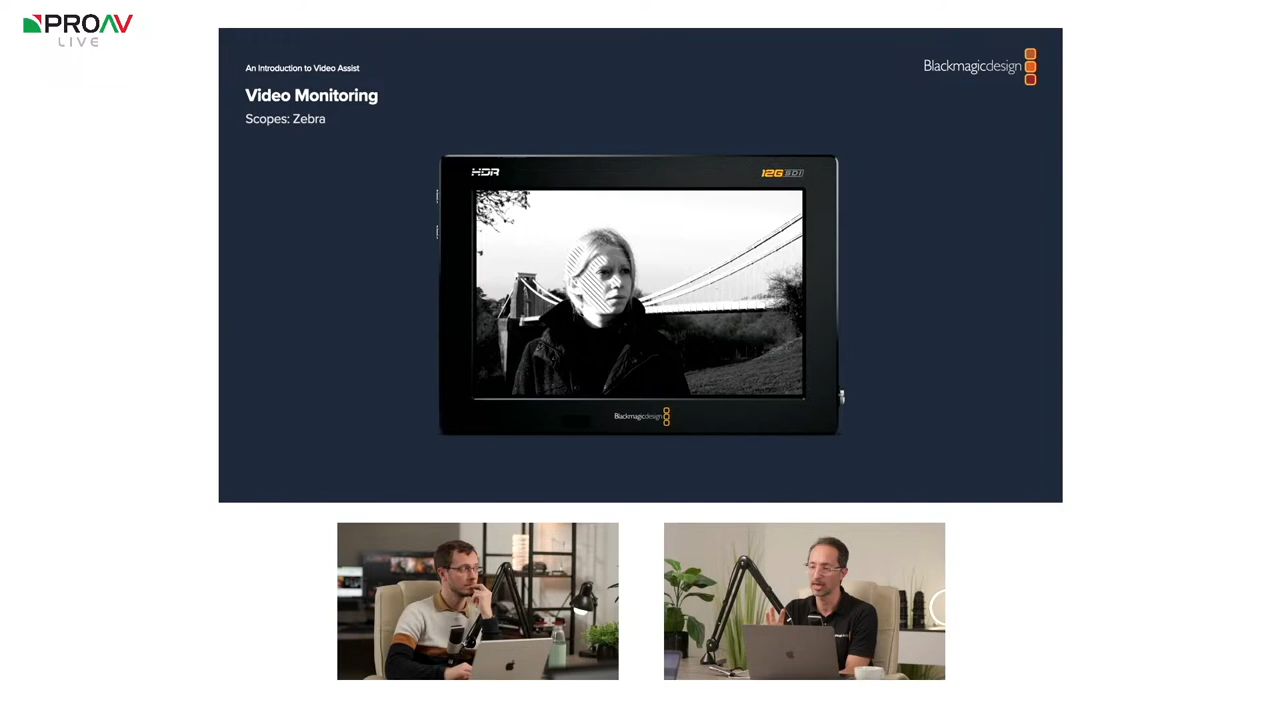 PROAV
LIVE
An Introduction to Video Assist
Video Monitoring
Scopes: Zebra
Blackmagicdesign
HDR
12G SDI
Blackmagicdesign